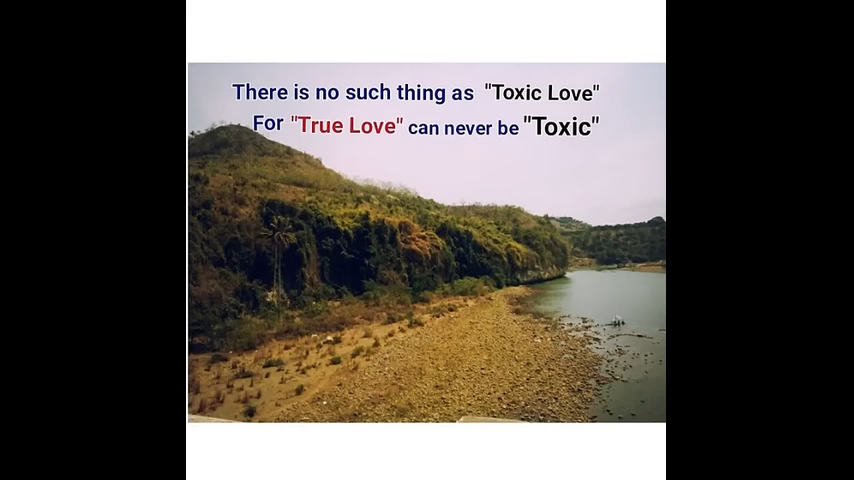 There is no such thing as "Toxic Love"
For "True Love" can never be "Toxic"